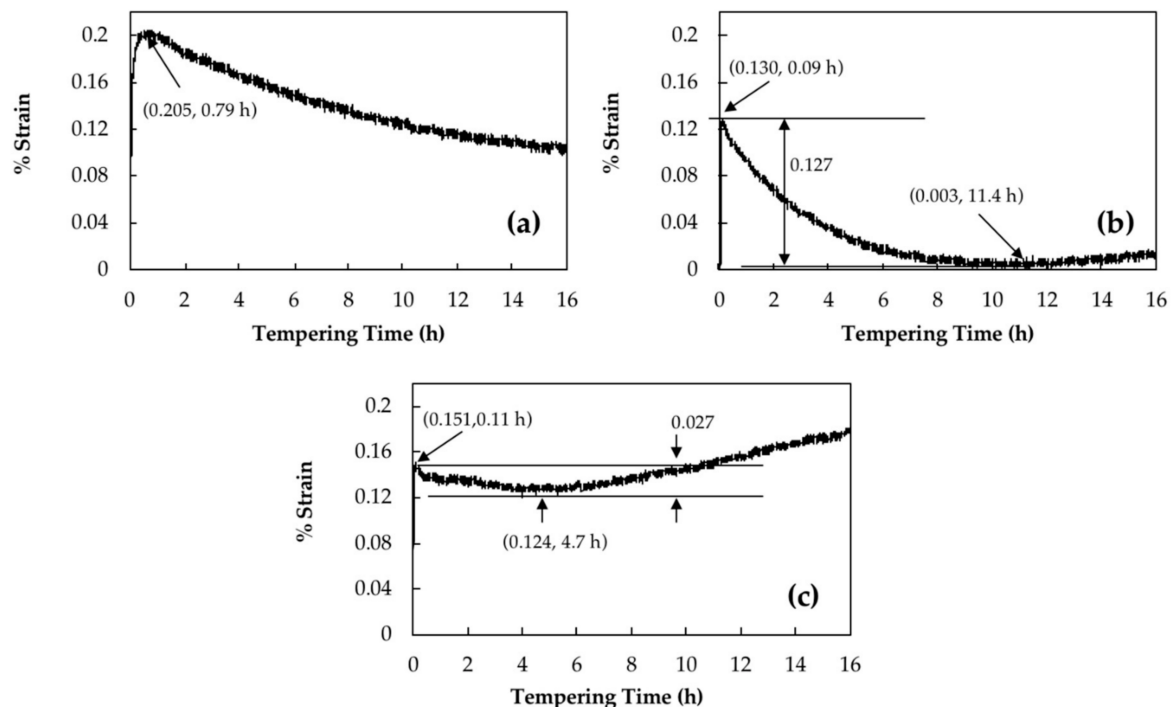 % Strain
0.2
0.16
0.12
0.08
0.04
0
(0.205, 0.79 h)
(a)
0 2 4 6 8 10 12 14 16
Tempering Time (h)
% Strain
0.2
0.16
0.12
0.08
0.04
0
(0.130, 0.09 h)
0.127
(0.003, 11.4 h)
(b)
0 2 4 6 8 10 12 14 16
Tempering Time (h)
% Strain
0.2
0.16
0.12
0.08
0.04
0
(0.151,0.11 h)
0.027
(0.124, 4.7 h)
(c)
0 2 4 6 8 10 12 14 16
Tempering Time (h)